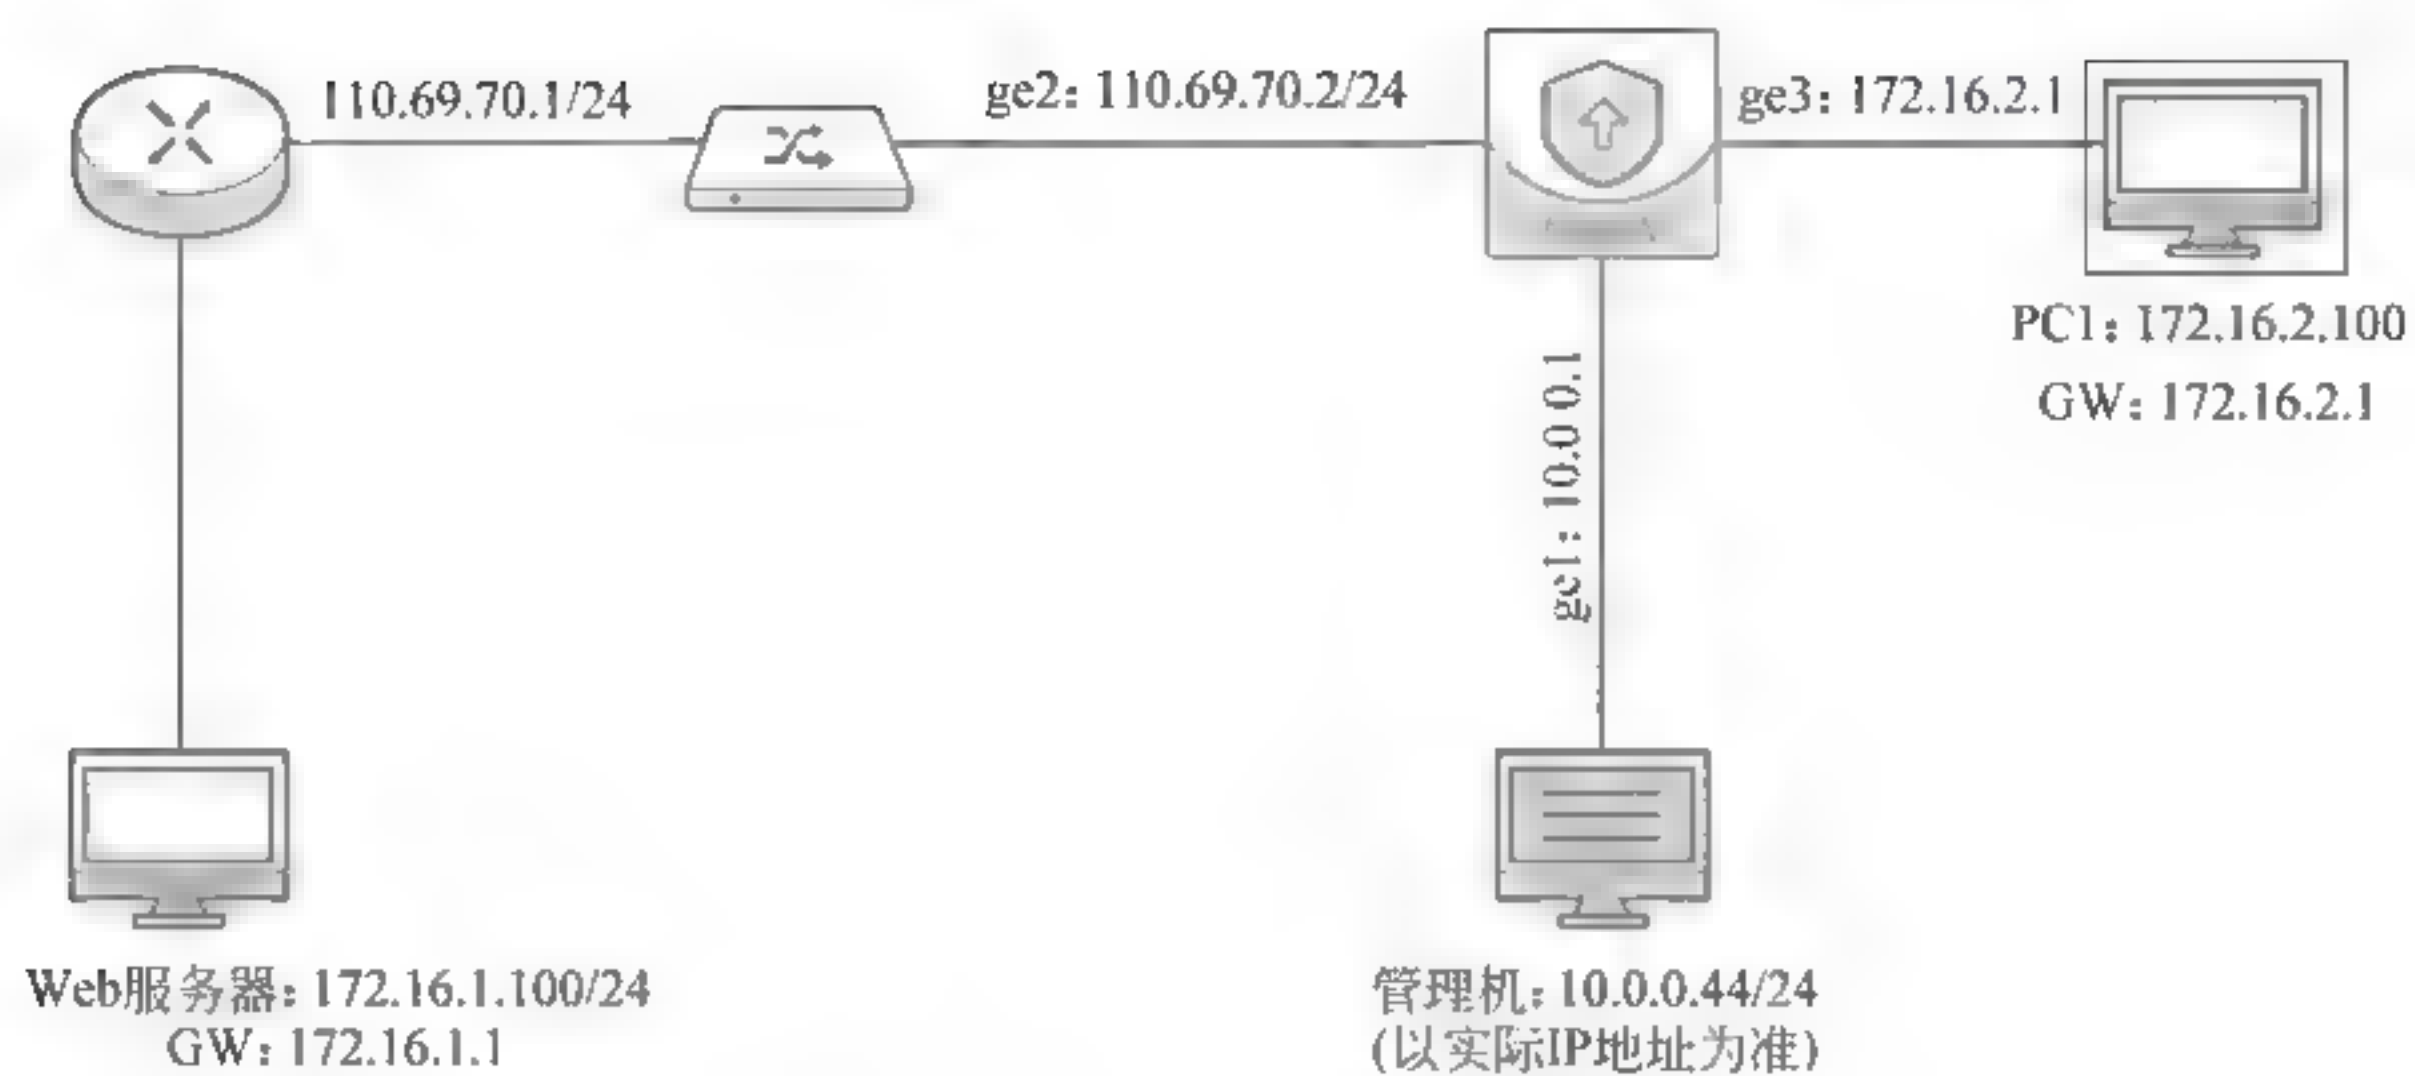 110.69.70.1/24
ge2: 110.69.70.2/24
ge3: 172.16.2.1
PC1: 172.16.2.100
GW: 172.16.2.1
ge1: 10.0 0.1
Web服务器: 172.16.1.100/24
GW: 172.16.1.1
管理机: 10.0.0.44/24
(以实际IP地址为准)